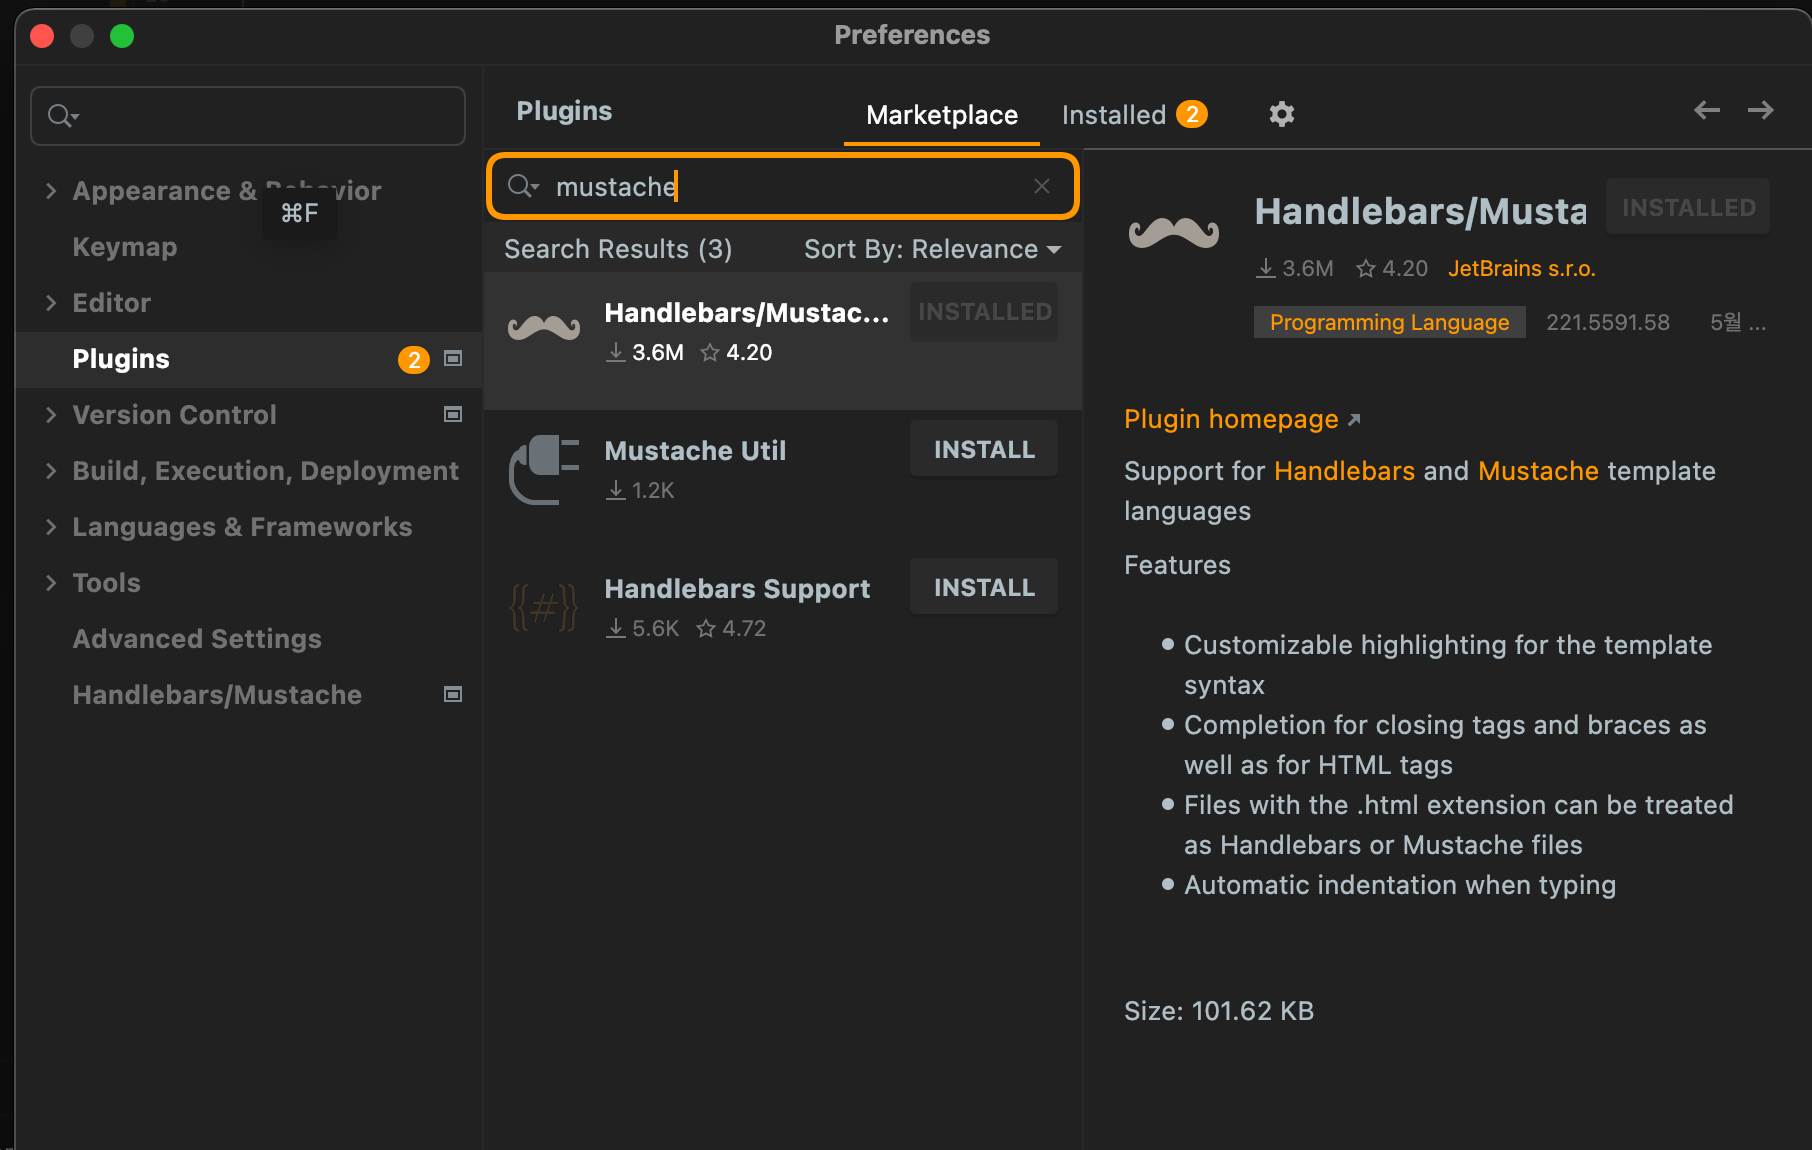 Preferences
Appearance & Behavior
⌘F
Keymap
Editor
Plugins 2
Version Control
Build, Execution, Deployment
Languages & Frameworks
Tools
Advanced Settings
Handlebars/Mustache
Plugins
Marketplace
Installed 2
mustache
Search Results (3)
Sort By: Relevance
Handlebars/Mustac...
INSTALLED
3.6M 4.20
Mustache Util
INSTALL
1.2K
{{#}}
Handlebars Support
INSTALL
5.6K 4.72
Handlebars/Musta
INSTALLED
3.6M 4.20 JetBrains s.r.o.
Programming Language 221.5591.58 5월 ...
Plugin homepage
Support for Handlebars and Mustache template
languages
Features
Customizable highlighting for the template
syntax
Completion for closing tags and braces as
well as for HTML tags
Files with the .html extension can be treated
as Handlebars or Mustache files
Automatic indentation when typing
Size: 101.62 KB